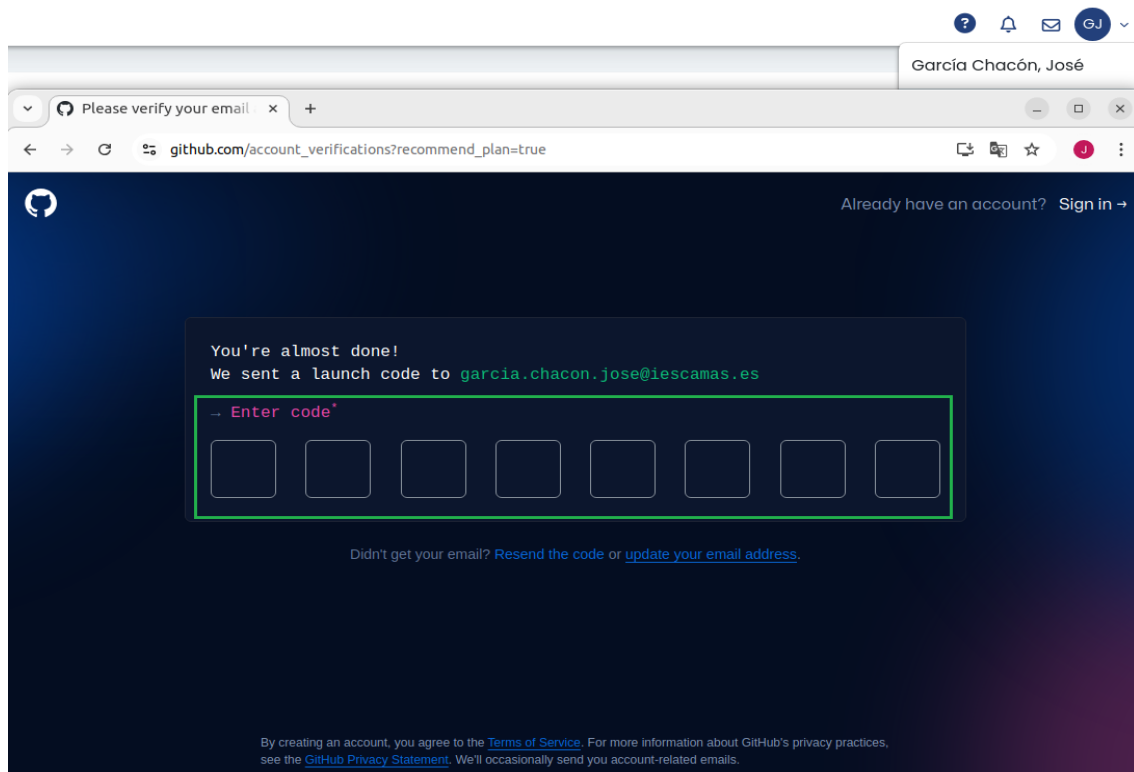 GJ
García Chacón, José
Please verify your email
github.com/account_verifications?recommend_plan=true
J
Already have an account? Sign in →
You're almost done!
We sent a launch code to garcia.chacon.jose@iescamas.es
→ Enter code*
Didn't get your email? Resend the code or update your email address.
By creating an account, you agree to the Terms of Service. For more information about GitHub's privacy practices,
see the GitHub Privacy Statement. We'll occasionally send you account-related emails.